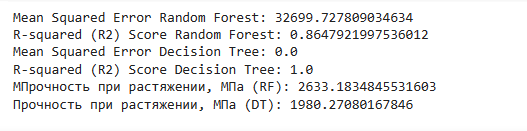 Mean Squared Error Random Forest: 32699.727809034634
R-squared (R2) Score Random Forest: 0.8647921997536012
Mean Squared Error Decision Tree: 0.0
R-squared (R2) Score Decision Tree: 1.0
МПрочность при растяжении, МПа (RF): 2633.1834845531603
Прочность при растяжении, МПа (DT): 1980.27080167846